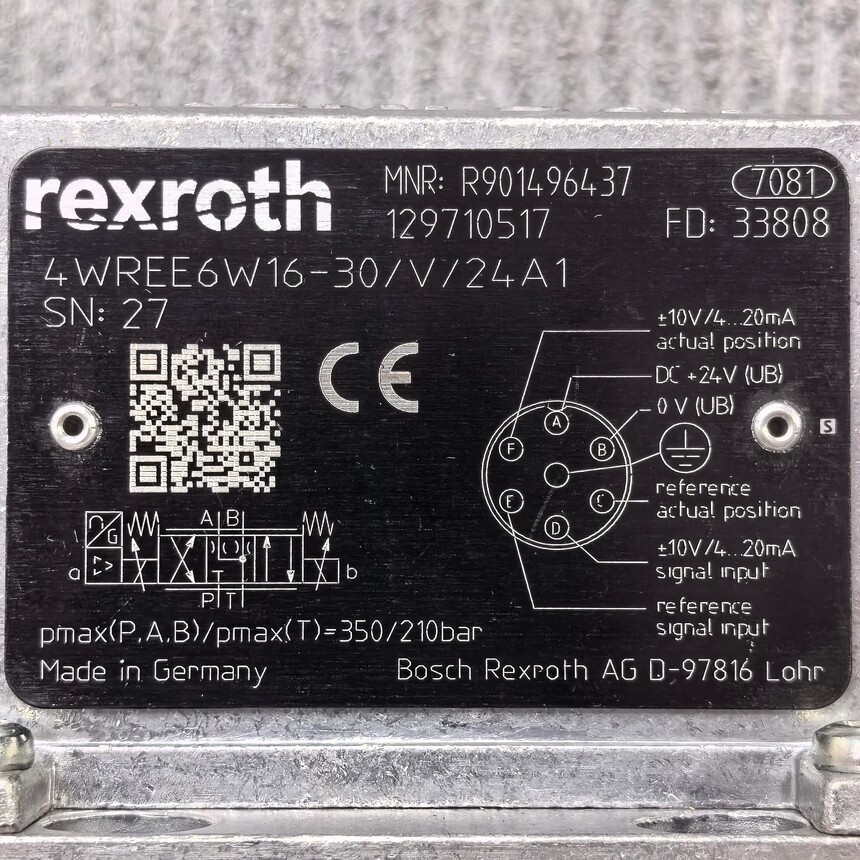 rexroth
MNR: R901496437
7081
129710517
FD: 33808
4WREE6W16-30/V/24A1
SN: 27
CE
±10V/4...20mA
actual position
DC +24V (UB)
0 V (UB)
A
B
C
D
E
F
reference
actual position
±10V/4...20mA
signal input
reference
signal input
S
A B
G
a
b
P T
pmax(P,A,B)/pmax(T)=350/210bar
Made in Germany
Bosch Rexroth AG D-97816 Lohr